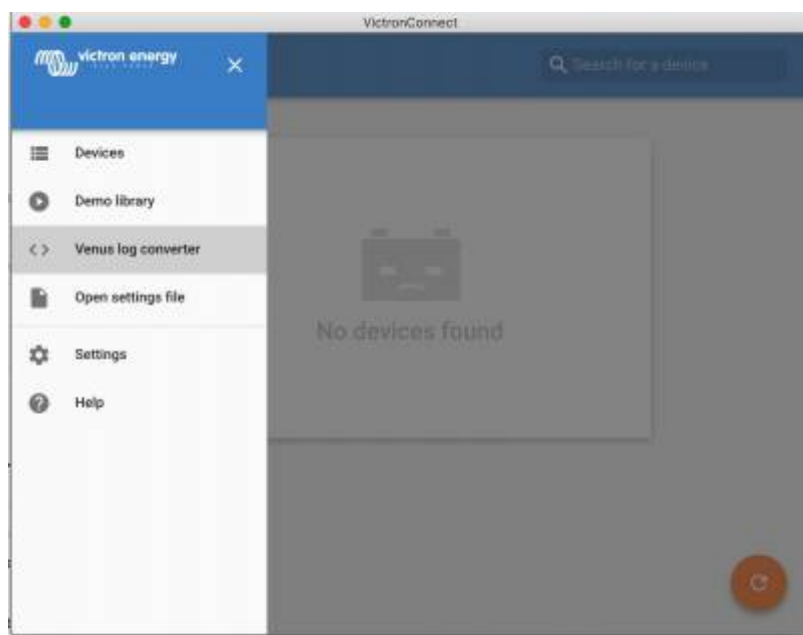 VictronConnect
victron energy
Search for a device
Devices
Demo library
Venus log converter
Open settings file
No devices found
Settings
Help